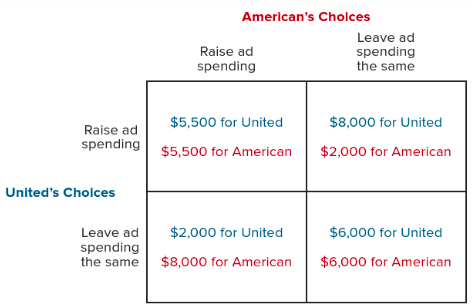 American's Choices
Raise ad
spending
Leave ad
spending
the same
Raise ad
spending
$5,500 for United
$5,500 for American
$8,000 for United
$2,000 for American
United's Choices
Leave ad
spending
the same
$2,000 for United
$8,000 for American
$6,000 for United
$6,000 for American